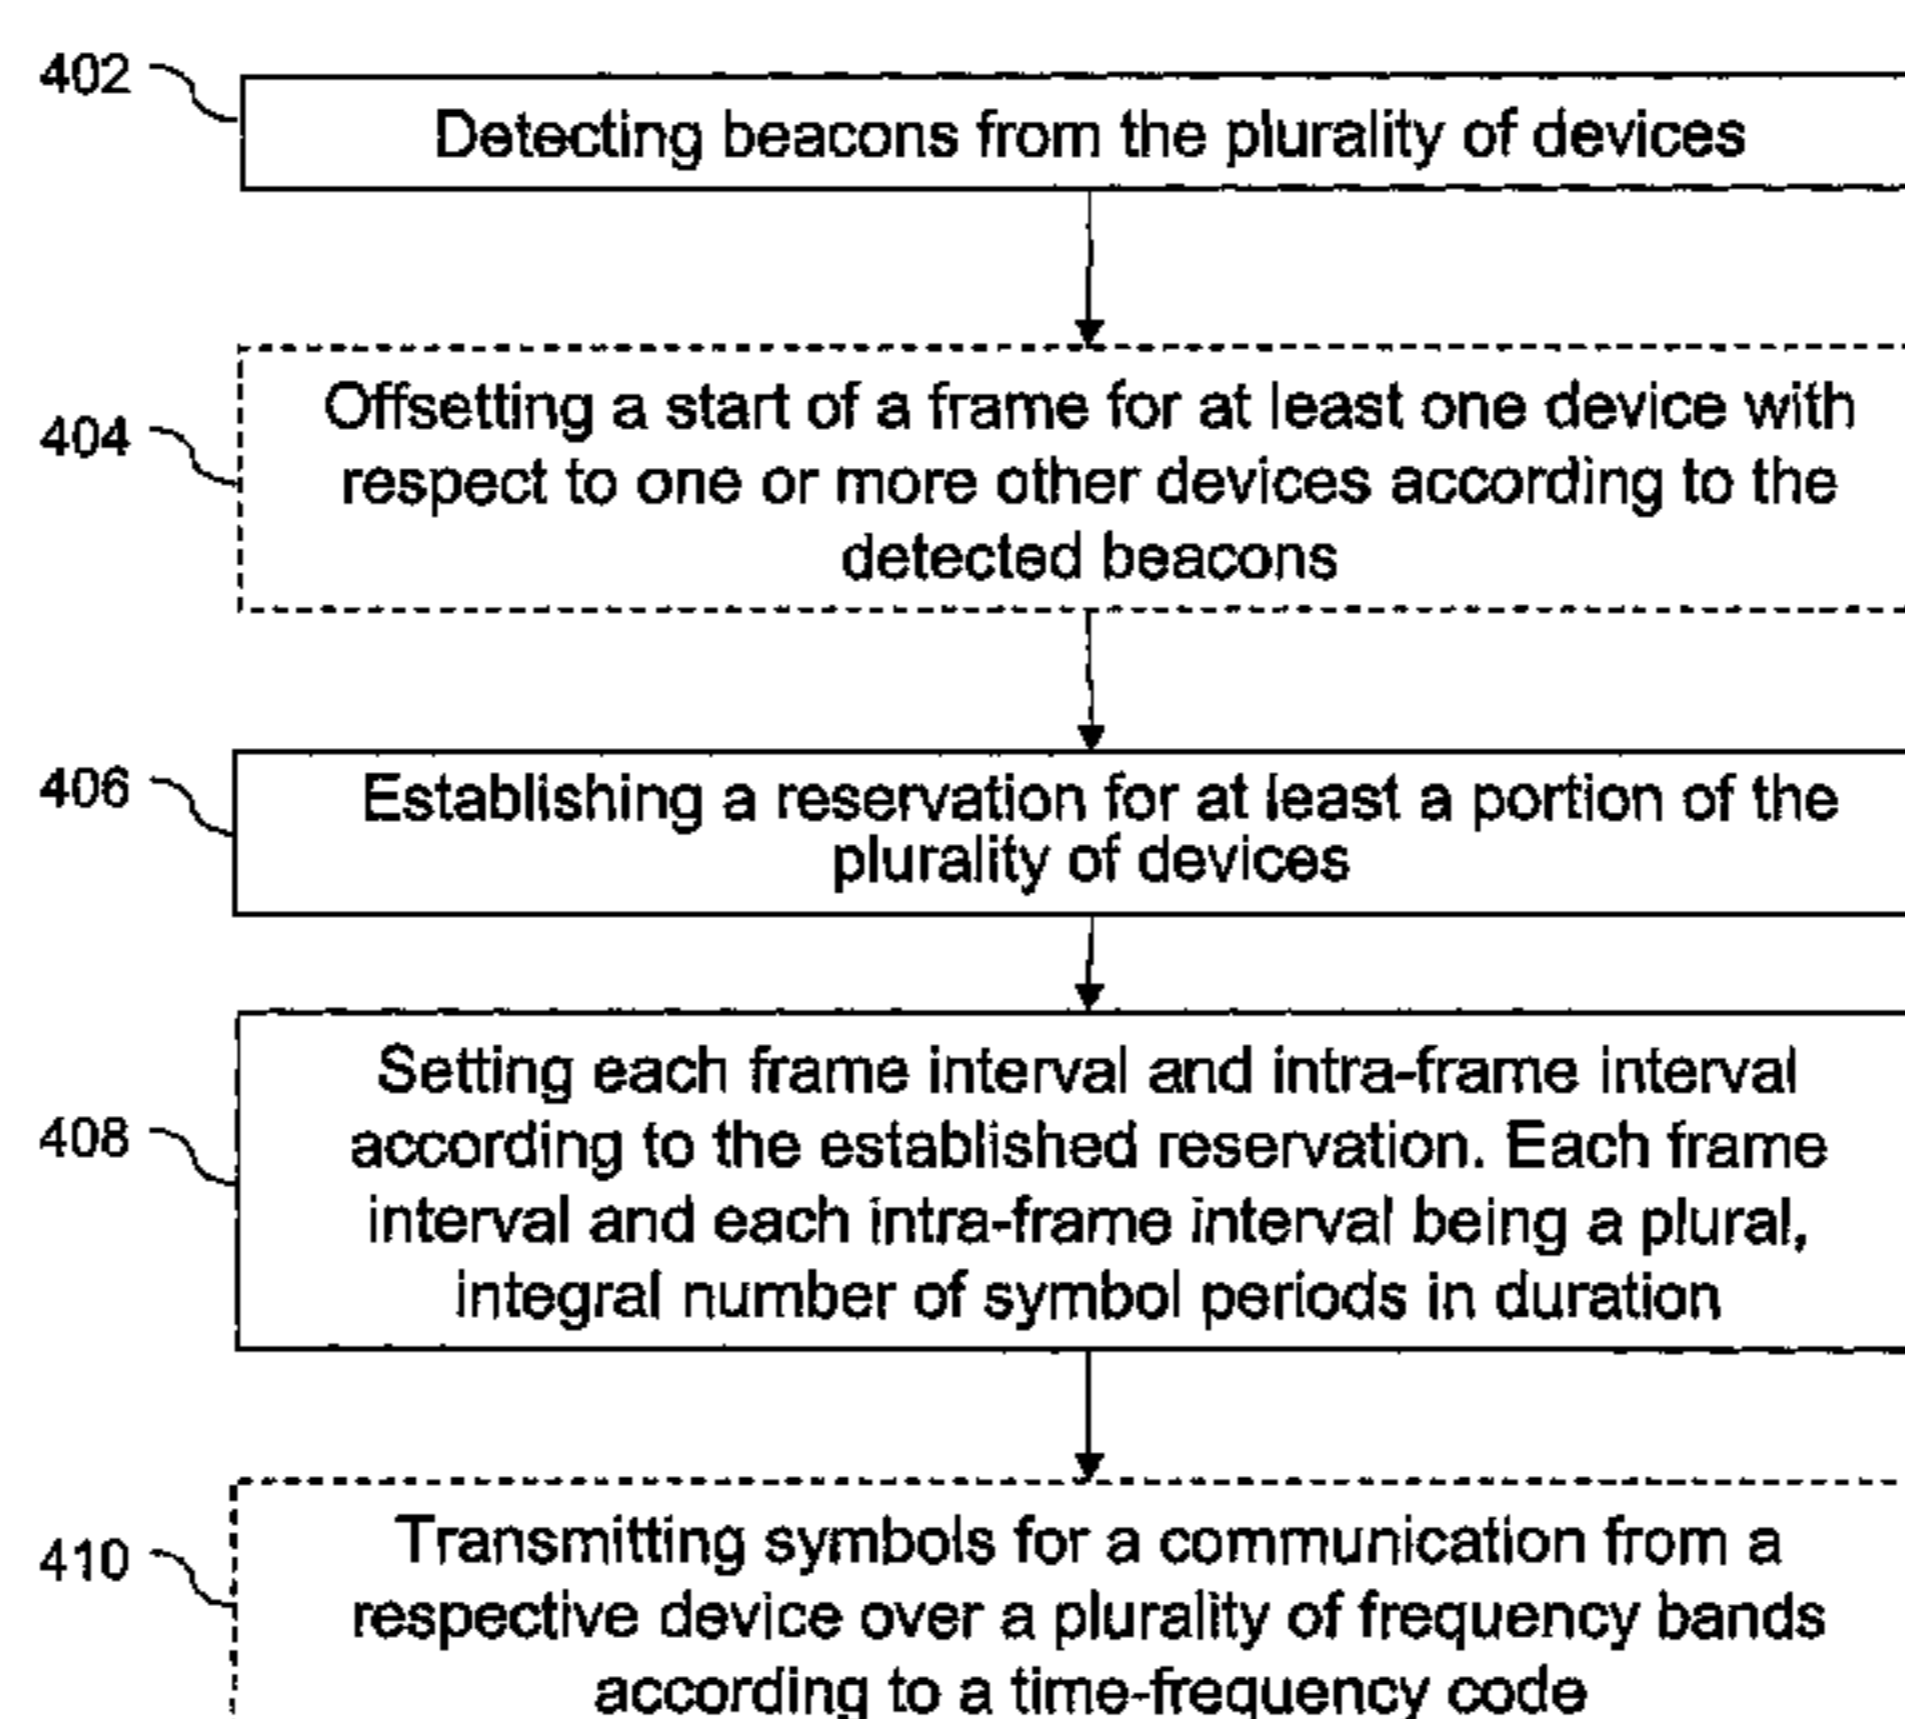 402
Detecting beacons from the plurality of devices
404
Offsetting a start of a frame for at least one device with
respect to one or more other devices according to the
detected beacons
406
Establishing a reservation for at least a portion of the
plurality of devices
408
Setting each frame interval and intra-frame interval
according to the established reservation. Each frame
interval and each intra-frame interval being a plural,
integral number of symbol periods in duration
410
Transmitting symbols for a communication from a
respective device over a plurality of frequency bands
according to a time-frequency code